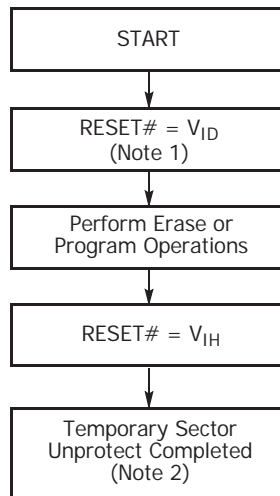 START
RESET# = VID
(Note 1)
Perform Erase or
Program Operations
RESET# = VIH
Temporary Sector
Unprotect Completed
(Note 2)